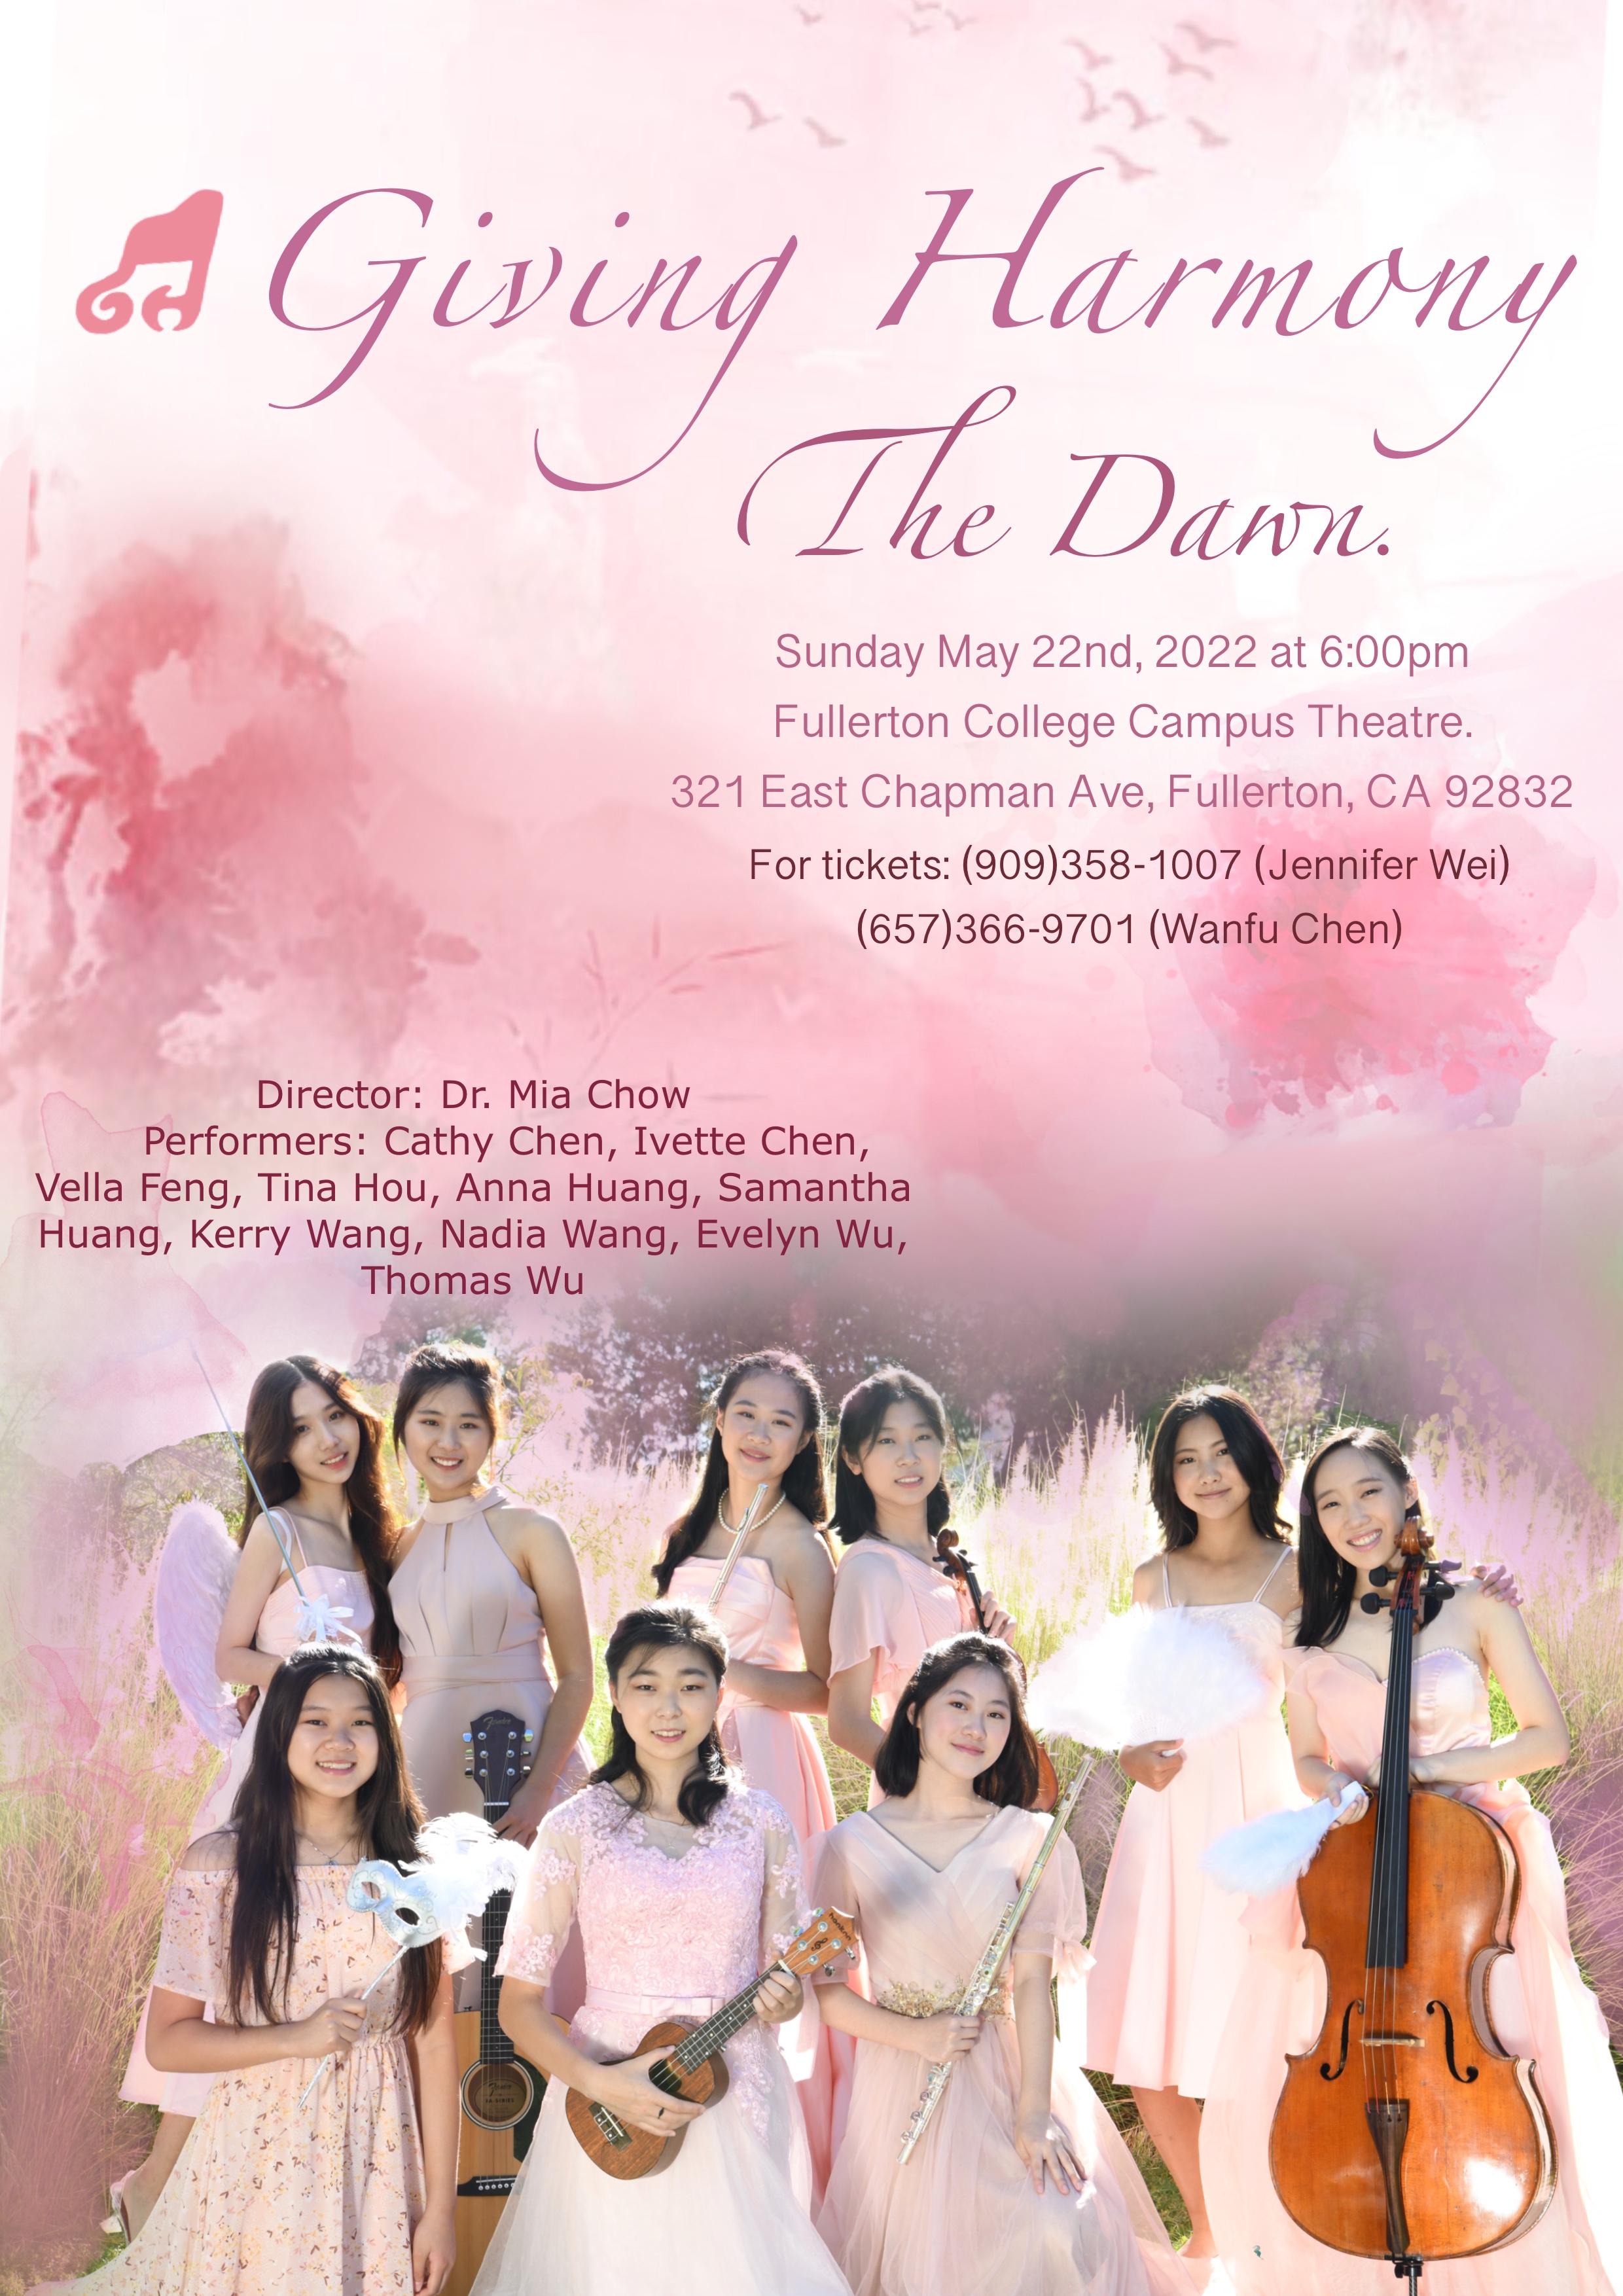 GH
Giving Harmony
The Dawn.
Sunday May 22nd, 2022 at 6:00pm
Fullerton College Campus Theatre.
321 East Chapman Ave, Fullerton, CA 92832
For tickets: (909)358-1007 (Jennifer Wei)
(657)366-9701 (Wanfu Chen)
Director: Dr. Mia Chow
Performers: Cathy Chen, Ivette Chen,
Vella Feng, Tina Hou, Anna Huang, Samantha
Huang, Kerry Wang, Nadia Wang, Evelyn Wu,
Thomas Wu
Fender
Fender